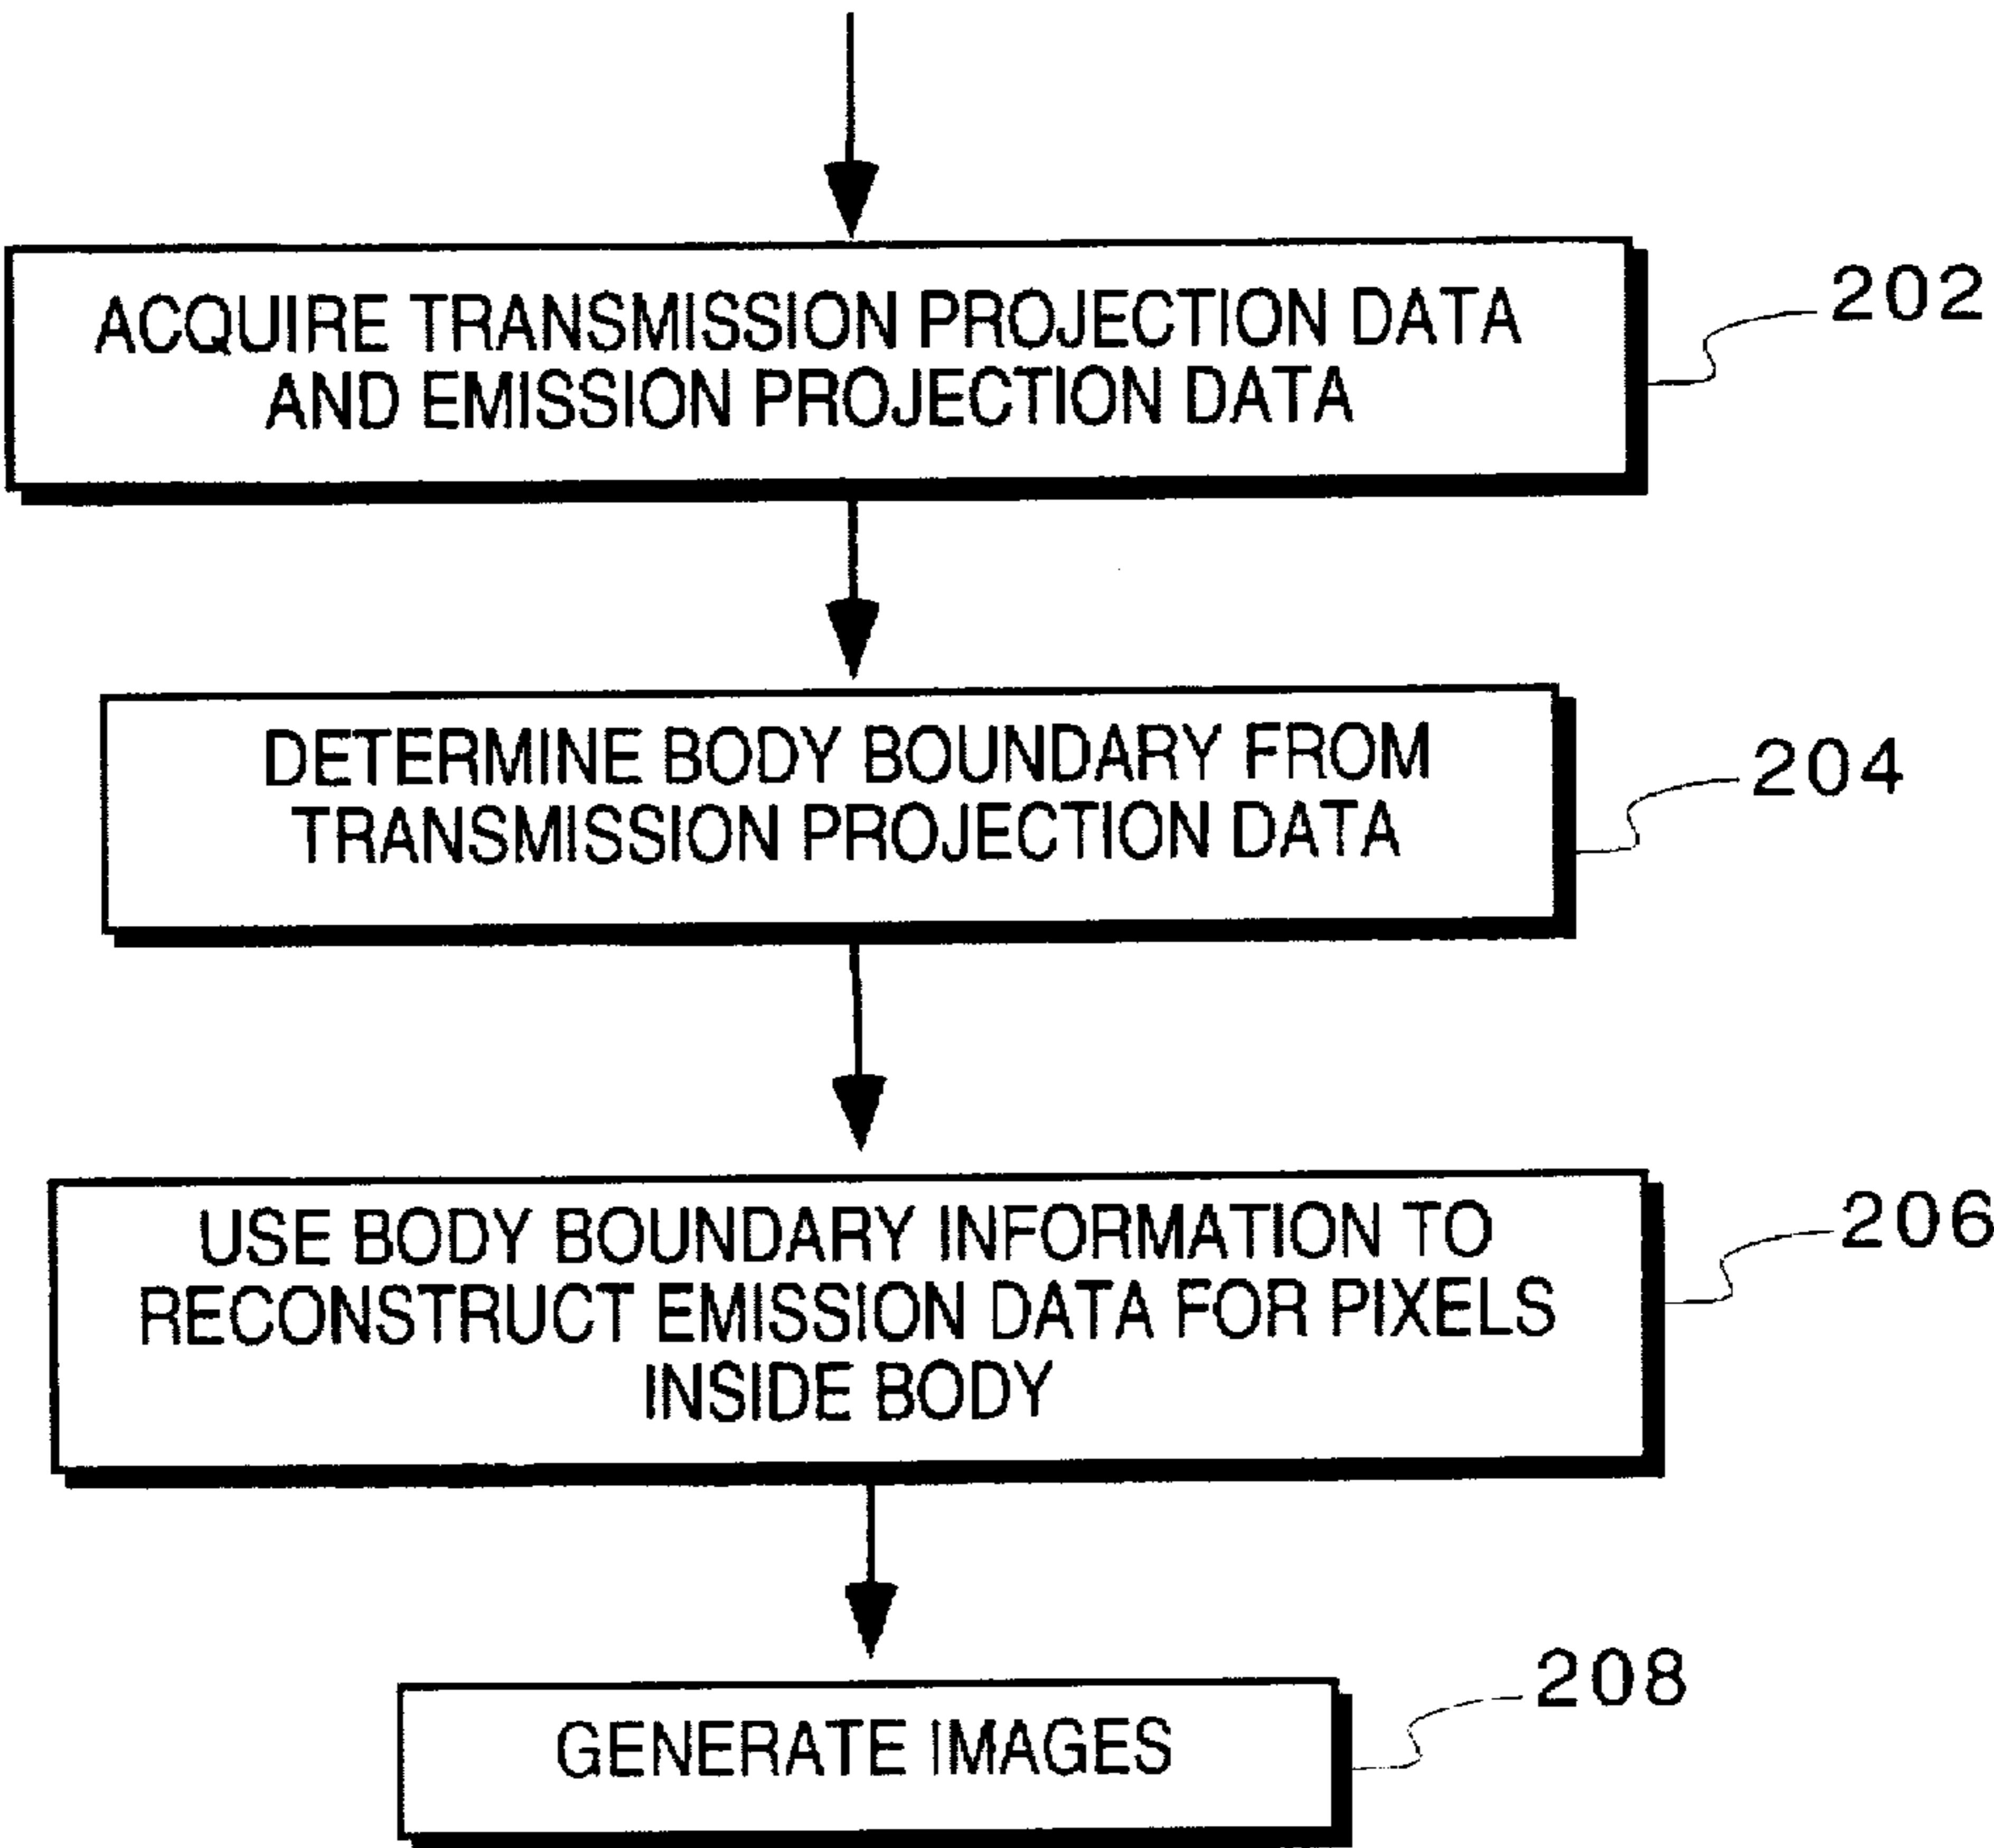 ACQUIRE TRANSMISSION PROJECTION DATA
AND EMISSION PROJECTION DATA
202
DETERMINE BODY BOUNDARY FROM
TRANSMISSION PROJECTION DATA
204
USE BODY BOUNDARY INFORMATION TO
RECONSTRUCT EMISSION DATA FOR PIXELS
INSIDE BODY
206
GENERATE IMAGES
208